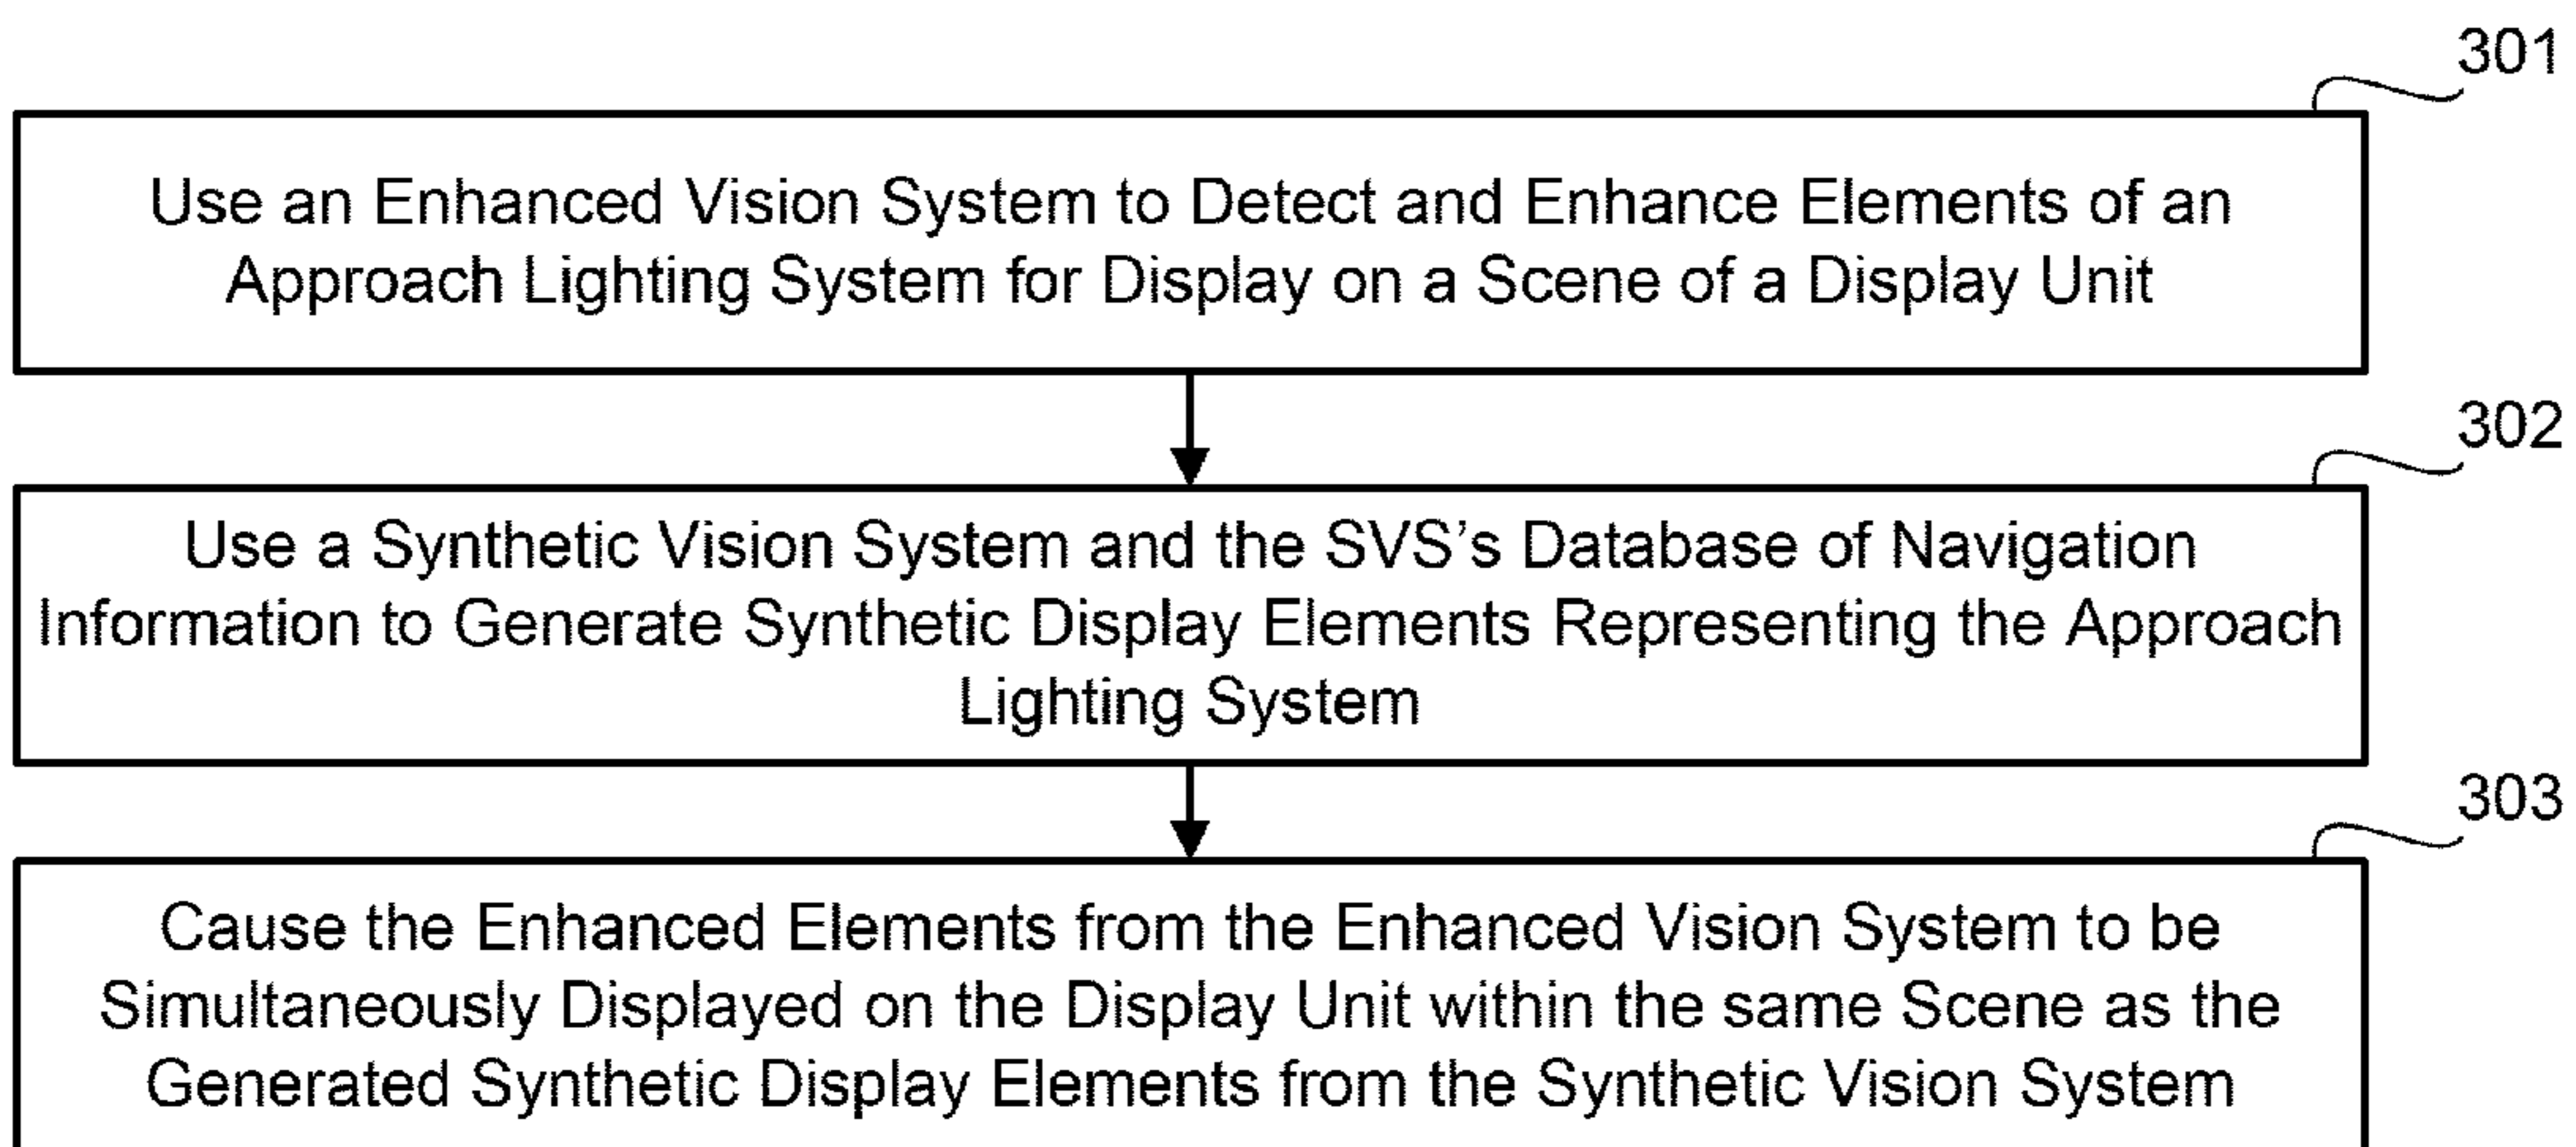 301
Use an Enhanced Vision System to Detect and Enhance Elements of an
Approach Lighting System for Display on a Scene of a Display Unit
302
Use a Synthetic Vision System and the SVS's Database of Navigation
Information to Generate Synthetic Display Elements Representing the Approach
Lighting System
303
Cause the Enhanced Elements from the Enhanced Vision System to be
Simultaneously Displayed on the Display Unit within the same Scene as the
Generated Synthetic Display Elements from the Synthetic Vision System